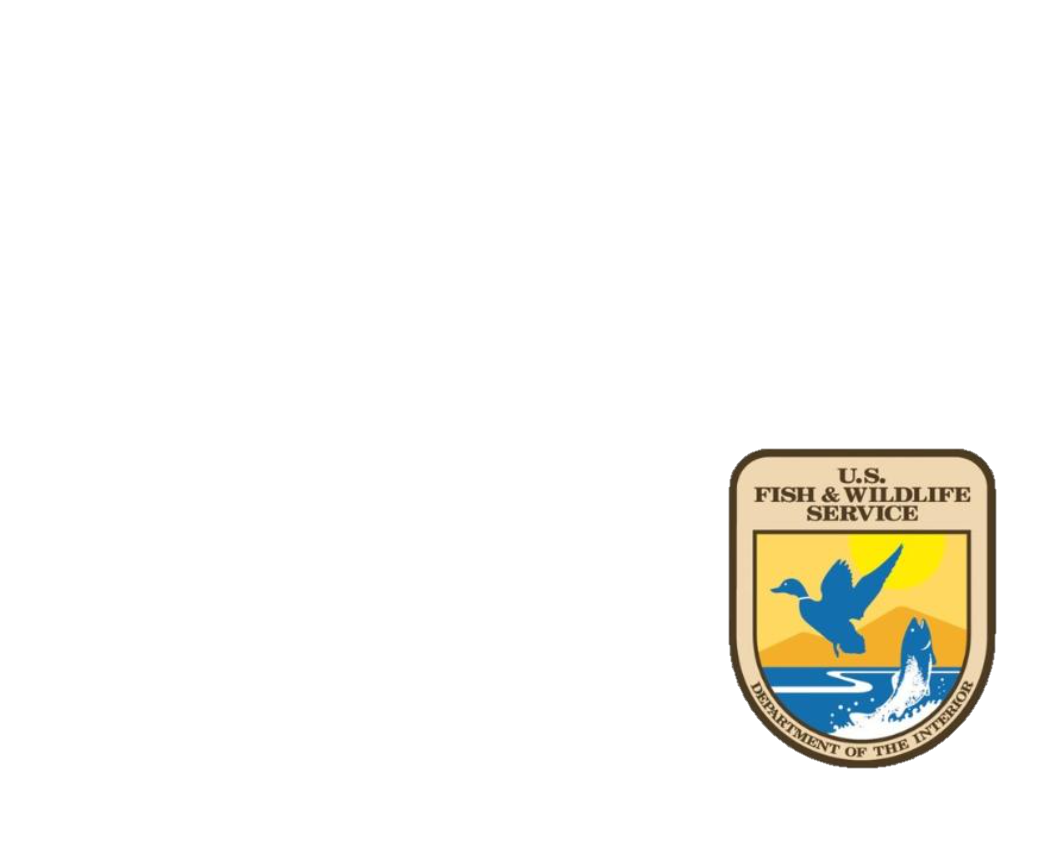 U.S.
FISH & WILDLIFE
SERVICE
DEPARTMENT OF THE INTERIOR